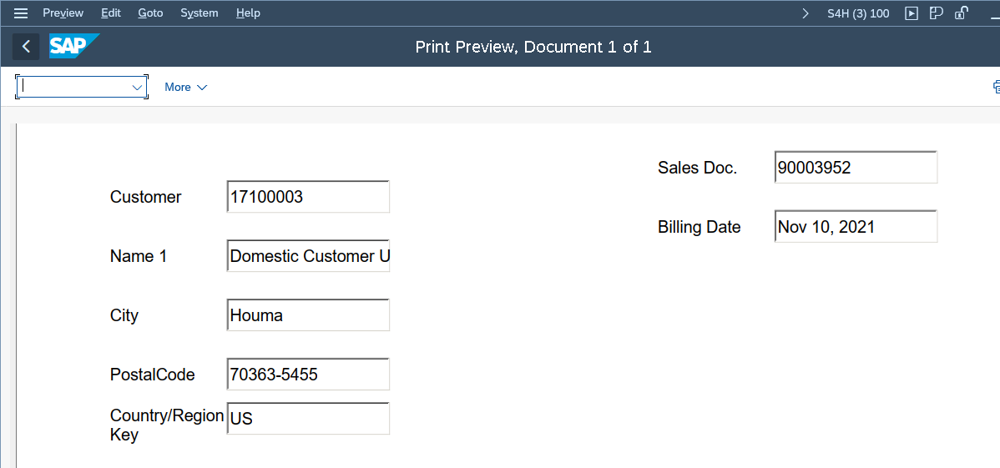 Preview Edit Goto System Help S4H (3) 100
SAP Print Preview, Document 1 of 1
More
Sales Doc. 90003952
Customer 17100003
Billing Date Nov 10, 2021
Name 1 Domestic Customer U
City Houma
PostalCode 70363-5455
Country/Region US
Key